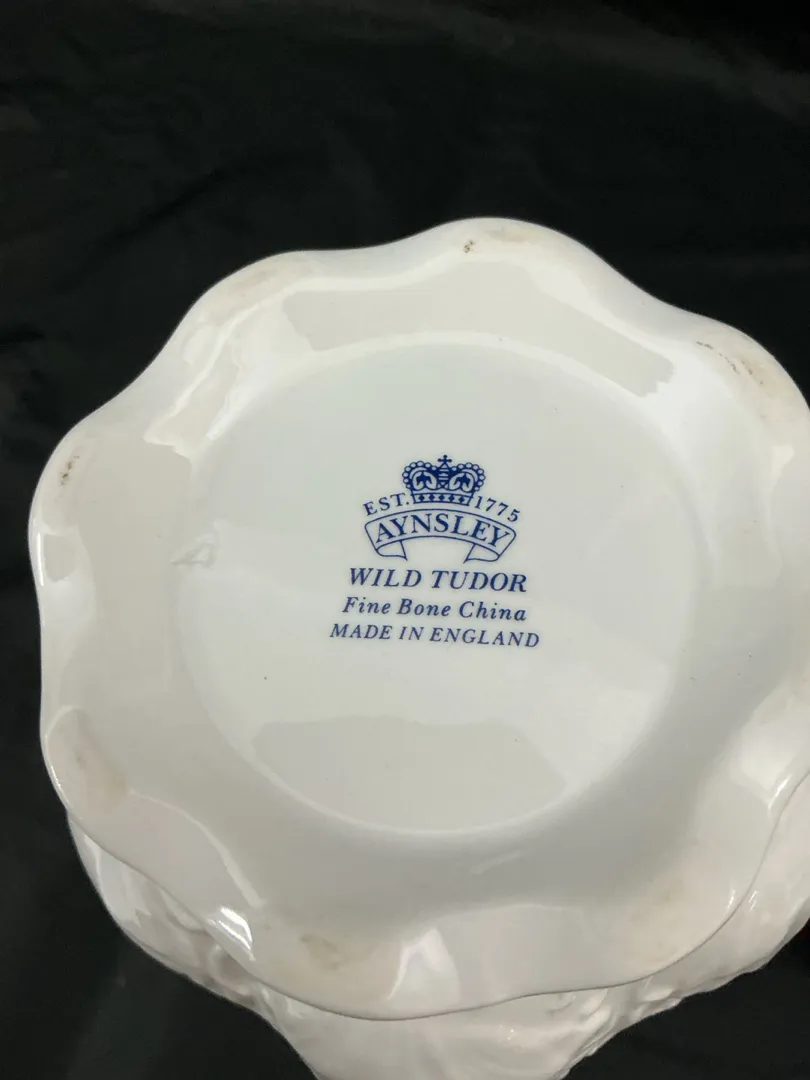 EST. 1775
AYNSLEY
WILD TUDOR
Fine Bone China
MADE IN ENGLAND